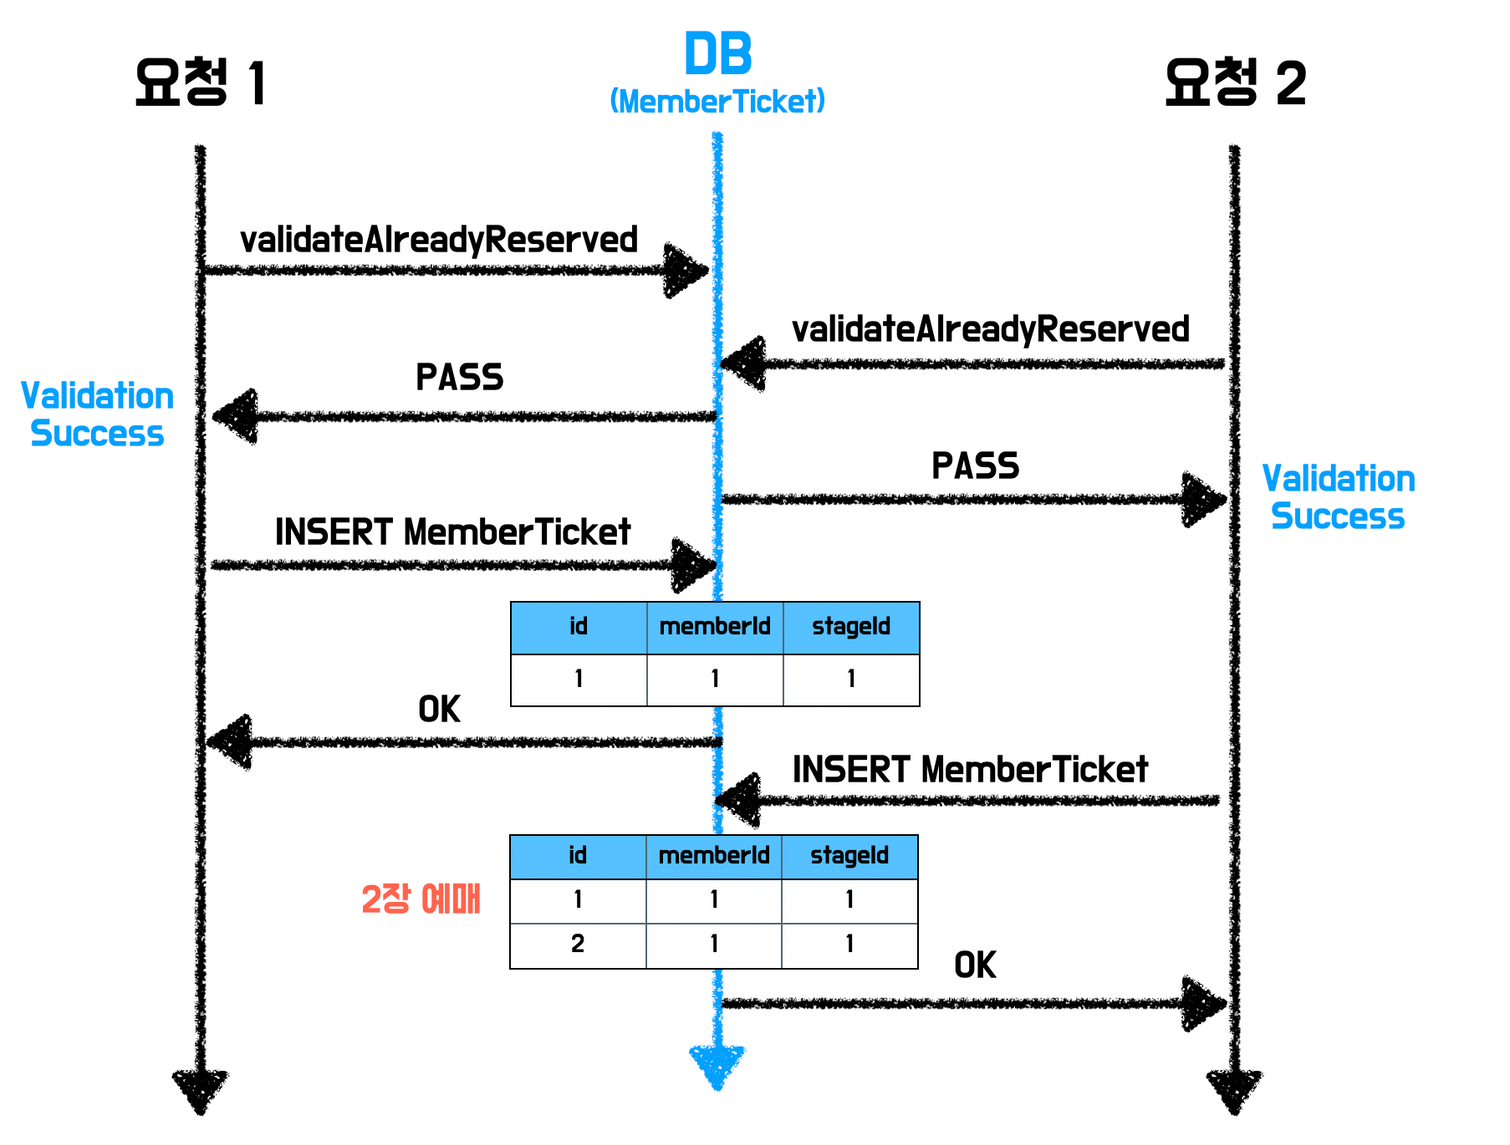 요청 1
DB
(MemberTicket)
요청 2
validateAlreadyReserved
validateAlreadyReserved
PASS
Validation
Success
PASS
Validation
Success
INSERT MemberTicket
id memberId stageId
1 1 1
OK
INSERT MemberTicket
2장 예매
id memberId stageId
1 1 1
2 1 1
OK